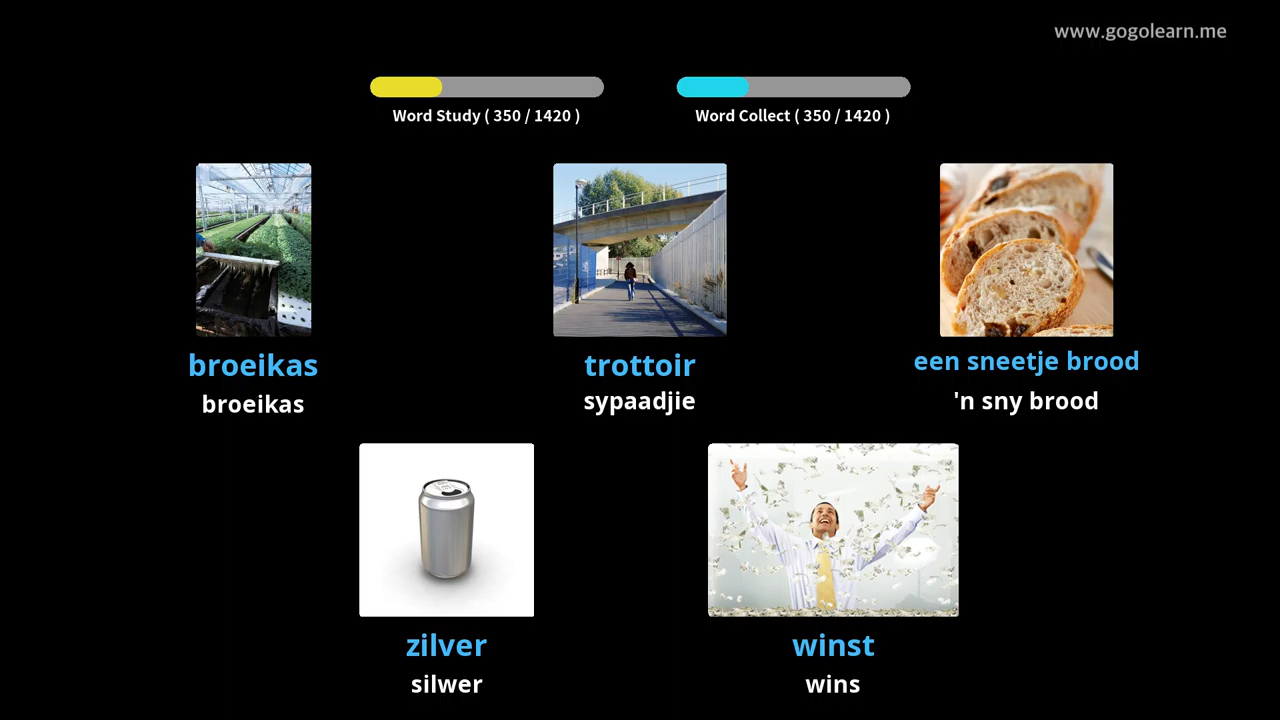 www.gogolearn.me
Word Study ( 350 / 1420 )
Word Collect ( 350 / 1420 )
broeikas
broeikas
trottoir
sypaadjie
een sneetje brood
'n sny brood
zilver
silwer
winst
wins